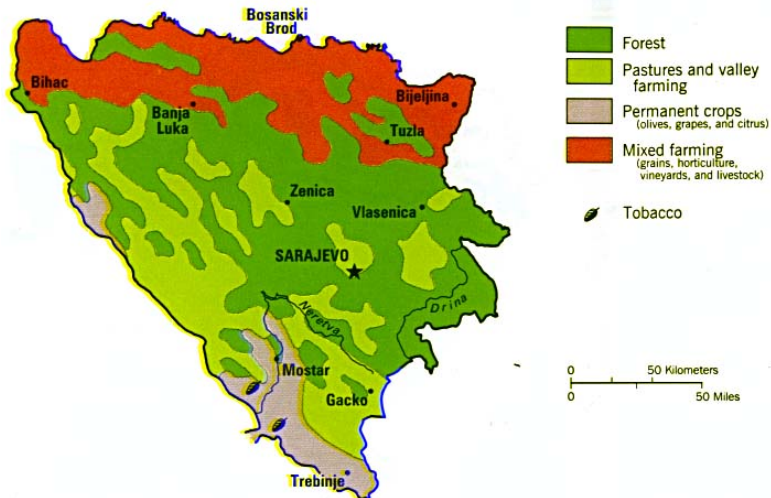 Bosanski
Brod
Bihac
Banja
Luka
Bijeljina
Tuzla
Zenica
Vlasenica
SARAJEVO
Neretva
Drina
Mostar
Gacko
Trebinje
Forest
Pastures and valley
farming
Permanent crops
(olives, grapes, and citrus)
Mixed farming
(grains, horticulture,
vineyards, and livestock)
Tobacco
0 50 Kilometers
0 50 Miles